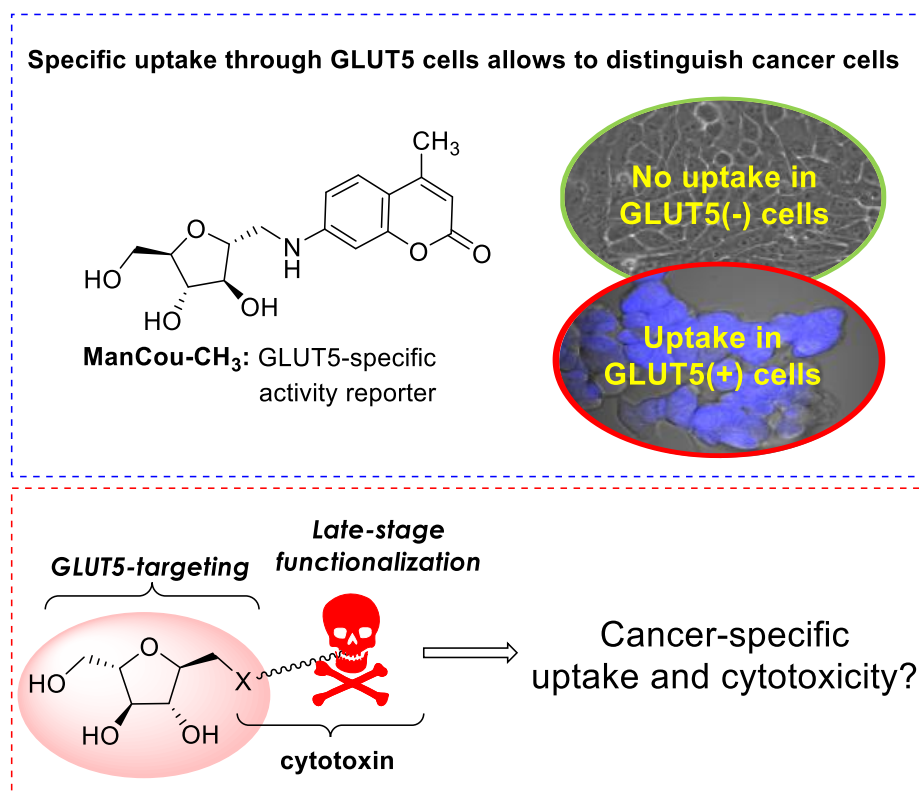 Specific uptake through GLUT5 cells allows to distinguish cancer cells
CH3
O
HO
HO
OH
N
H
O
O
ManCou-CH3: GLUT5-specific
activity reporter
No uptake in
GLUT5(-) cells
Uptake in
GLUT5(+) cells
Late-stage
functionalization
GLUT5-targeting
O
HO
HO
OH
X
cytotoxin
Cancer-specific
uptake and cytotoxicity?